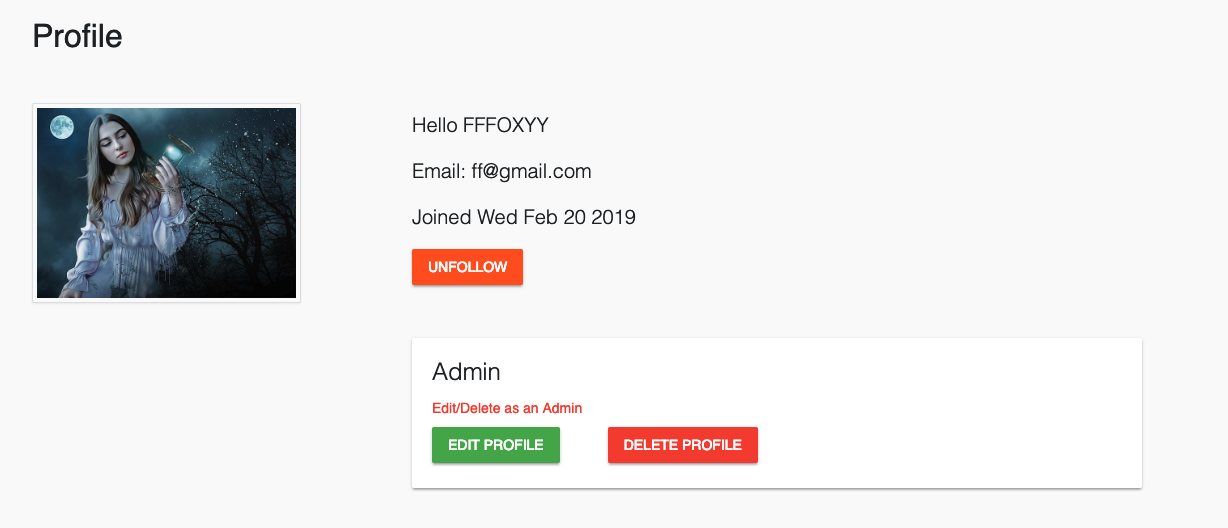 Profile
Hello FFFOXYY
Email: ff@gmail.com
Joined Wed Feb 20 2019
UNFOLLOW
Admin
Edit/Delete as an Admin
EDIT PROFILE DELETE PROFILE